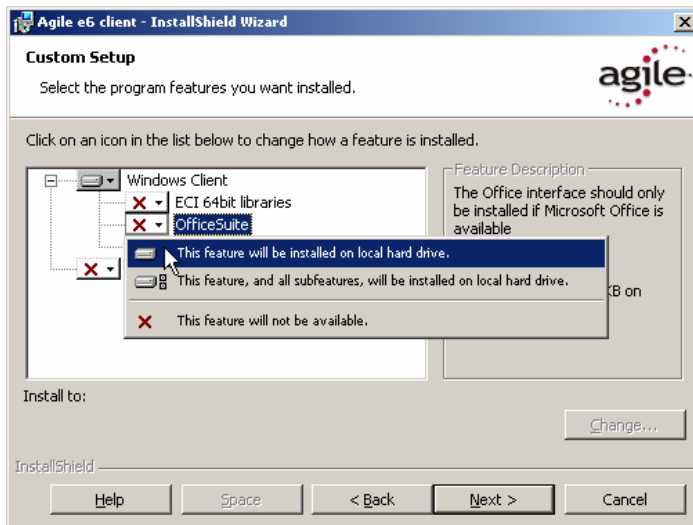 Agile e6 client - InstallShield Wizard
Custom Setup
Select the program features you want installed.
agile
Click on an icon in the list below to change how a feature is installed.
Windows Client
ECI 64bit libraries
OfficeSuite
This feature will be installed on local hard drive.
This feature, and all subfeatures, will be installed on local hard drive.
This feature will not be available.
Feature Description
The Office interface should only
be installed if Microsoft Office is
available
KB on
Install to:
Change...
InstallShield
Help
Space
< Back
Next >
Cancel